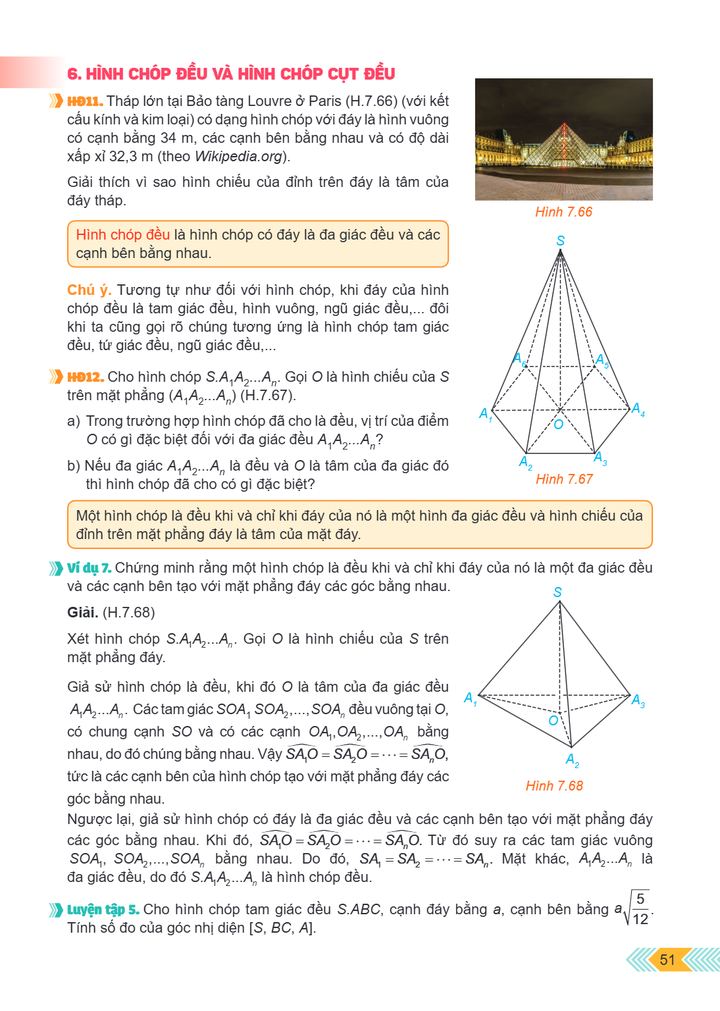 6. HÌNH CHÓP ĐỀU VÀ HÌNH CHÓP CỤT ĐỀU
HĐ11. Tháp lớn tại Bảo tàng Louvre ở Paris (H.7.66) (với kết
cấu kính và kim loại) có dạng hình chóp với đáy là hình vuông
có cạnh bằng 34 m, các cạnh bên bằng nhau và có độ dài
xấp xỉ 32,3 m (theo Wikipedia.org).
Giải thích vì sao hình chiếu của đỉnh trên đáy là tâm của
đáy tháp.
Hình 7.66
Hình chóp đều là hình chóp có đáy là đa giác đều và các
cạnh bên bằng nhau.
Chú ý. Tương tự như đối với hình chóp, khi đáy của hình
chóp đều là tam giác đều, hình vuông, ngũ giác đều,... đôi
khi ta cũng gọi rõ chúng tương ứng là hình chóp tam giác
đều, tứ giác đều, ngũ giác đều,...
HĐ12. Cho hình chóp S.A₁A₂...Aₙ. Gọi O là hình chiếu của S
trên mặt phẳng (A₁A₂...Aₙ) (H.7.67).
a) Trong trường hợp hình chóp đã cho là đều, vị trí của điểm
O có gì đặc biệt đối với đa giác đều A₁A₂...Aₙ?
b) Nếu đa giác A₁A₂...Aₙ là đều và O là tâm của đa giác đó
thì hình chóp đã cho có gì đặc biệt?
S
A₆
A₅
A₁
A₄
O
A₂
A₃
Hình 7.67
Một hình chóp là đều khi và chỉ khi đáy của nó là một hình đa giác đều và hình chiếu của
đỉnh trên mặt phẳng đáy là tâm của mặt đáy.
Ví dụ 7. Chứng minh rằng một hình chóp là đều khi và chỉ khi đáy của nó là một đa giác đều
và các cạnh bên tạo với mặt phẳng đáy các góc bằng nhau.
Giải. (H.7.68)
Xét hình chóp S.A₁A₂...Aₙ. Gọi O là hình chiếu của S trên
mặt phẳng đáy.
Giả sử hình chóp là đều, khi đó O là tâm của đa giác đều
A₁A₂...Aₙ. Các tam giác SOA₁ SOA₂,..., SOAₙ đều vuông tại O,
có chung cạnh SO và có các cạnh OA₁,OA₂,...,OAₙ bằng
nhau, do đó chúng bằng nhau. Vậy \widehat{SA₁O} = \widehat{SA₂O} = ⋯ = \widehat{SAₙO},
tức là các cạnh bên của hình chóp tạo với mặt phẳng đáy các
góc bằng nhau.
S
A₁
A₃
O
A₂
Hình 7.68
Ngược lại, giả sử hình chóp có đáy là đa giác đều và các cạnh bên tạo với mặt phẳng đáy
các góc bằng nhau. Khi đó, \widehat{SA₁O} = \widehat{SA₂O} = ⋯ = \widehat{SAₙO}. Từ đó suy ra các tam giác vuông
SOA₁, SOA₂,..., SOAₙ bằng nhau. Do đó, SA₁ = SA₂ = ⋯ = SAₙ. Mặt khác, A₁A₂...Aₙ là
đa giác đều, do đó S.A₁A₂...Aₙ là hình chóp đều.
Luyện tập 5. Cho hình chóp tam giác đều S.ABC, cạnh đáy bằng a, cạnh bên bằng a√(5/12).
Tính số đo của góc nhị diện [S, BC, A].
51